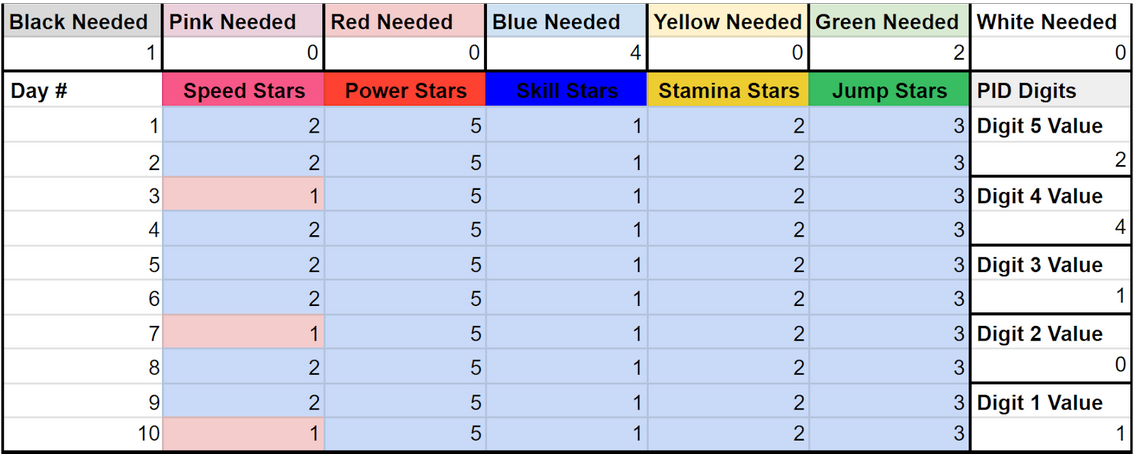 Black Needed Pink Needed Red Needed Blue Needed Yellow Needed Green Needed White Needed
1 0 0 4 0 2 0
Day # Speed Stars Power Stars Skill Stars Stamina Stars Jump Stars PID Digits
1 2 5 1 2 3 Digit 5 Value
2 2 5 1 2 3 2
3 1 5 1 2 3 Digit 4 Value
4 2 5 1 2 3 4
5 2 5 1 2 3 Digit 3 Value
6 2 5 1 2 3 1
7 1 5 1 2 3 Digit 2 Value
8 2 5 1 2 3 0
9 2 5 1 2 3 Digit 1 Value
10 1 5 1 2 3 1